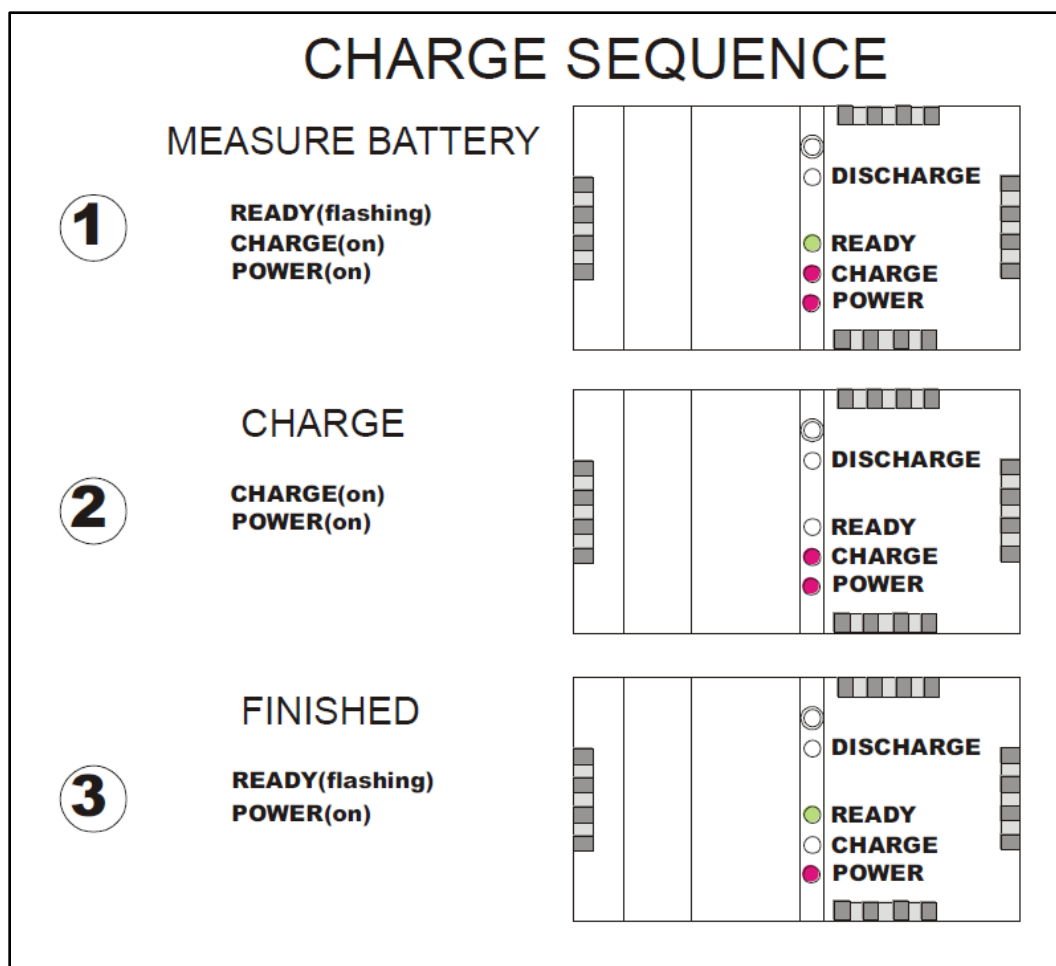 CHARGE SEQUENCE
MEASURE BATTERY
1
READY(flashing)
CHARGE(on)
POWER(on)
DISCHARGE
READY
CHARGE
POWER
CHARGE
2
CHARGE(on)
POWER(on)
DISCHARGE
READY
CHARGE
POWER
FINISHED
3
READY(flashing)
POWER(on)
DISCHARGE
READY
CHARGE
POWER